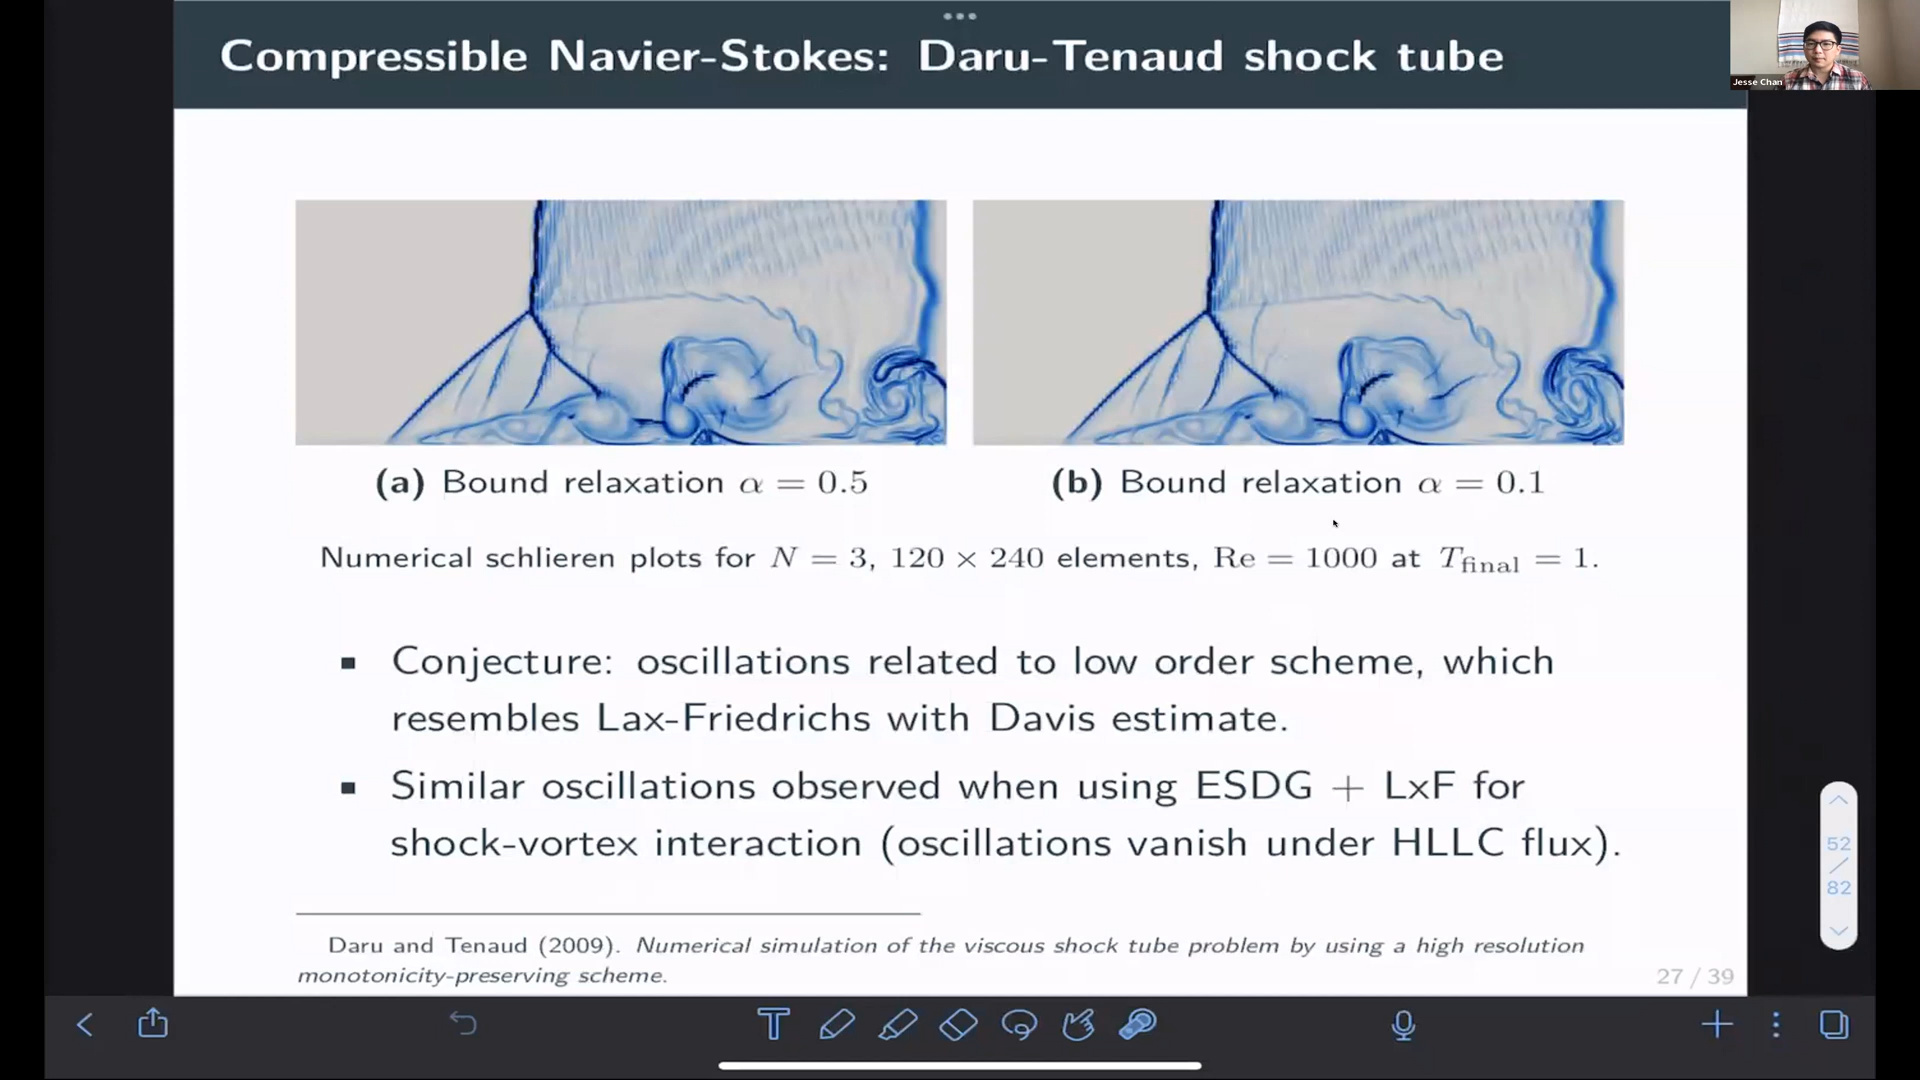 Compressible Navier-Stokes: Daru-Tenaud shock tube
Jesse Chan
(a) Bound relaxation α = 0.5
(b) Bound relaxation α = 0.1
Numerical schlieren plots for N = 3, 120 × 240 elements, Re = 1000 at T_final = 1.
▪ Conjecture: oscillations related to low order scheme, which
resembles Lax-Friedrichs with Davis estimate.
▪ Similar oscillations observed when using ESDG + LxF for
shock-vortex interaction (oscillations vanish under HLLC flux).
52
/
82
Daru and Tenaud (2009). Numerical simulation of the viscous shock tube problem by using a high resolution
monotonicity-preserving scheme.
27 / 39